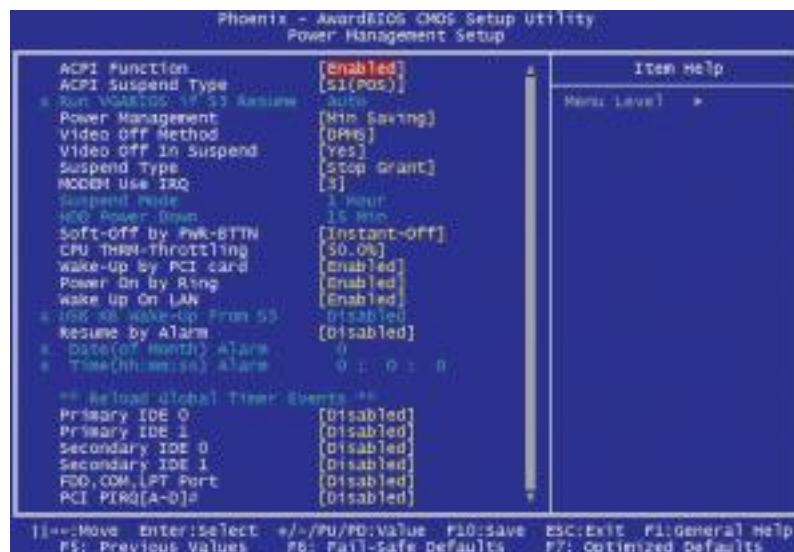 Phoenix - AwardBIOS CMOS Setup Utility
Power Management Setup
ACPI Function [Enabled]
ACPI Suspend Type [S1(POS)]
x Run VGABIOS if S3 Resume Auto
Power Management [Min Saving]
Video Off Method [DPMS]
Video Off In Suspend [Yes]
Suspend Type [Stop Grant]
MODEM Use IRQ [3]
Suspend Mode 1 Hour
HDD Power Down 15 Min
Soft-Off by PWR-BTTN [Instant-Off]
CPU THRM-Throttling [50.0%]
Wake-Up by PCI card [Enabled]
Power On by Ring [Enabled]
Wake Up On LAN [Enabled]
x USB KB Wake-Up From S3 Disabled
Resume by Alarm [Disabled]
x Date(of Month) Alarm 0
x Time(hh:mm:ss) Alarm 0 : 0 : 0
** Reload Global Timer Events **
Primary IDE 0 [Disabled]
Primary IDE 1 [Disabled]
Secondary IDE 0 [Disabled]
Secondary IDE 1 [Disabled]
FDD,COM,LPT Port [Disabled]
PCI PIRQ[A-D]# [Disabled]
Item Help
Menu Level ►
:Move Enter:Select +/-/PU/PD:Value F10:Save ESC:Exit F1:General Help
F5: Previous Values F6: Fail-Safe Defaults F7: Optimized Defaults